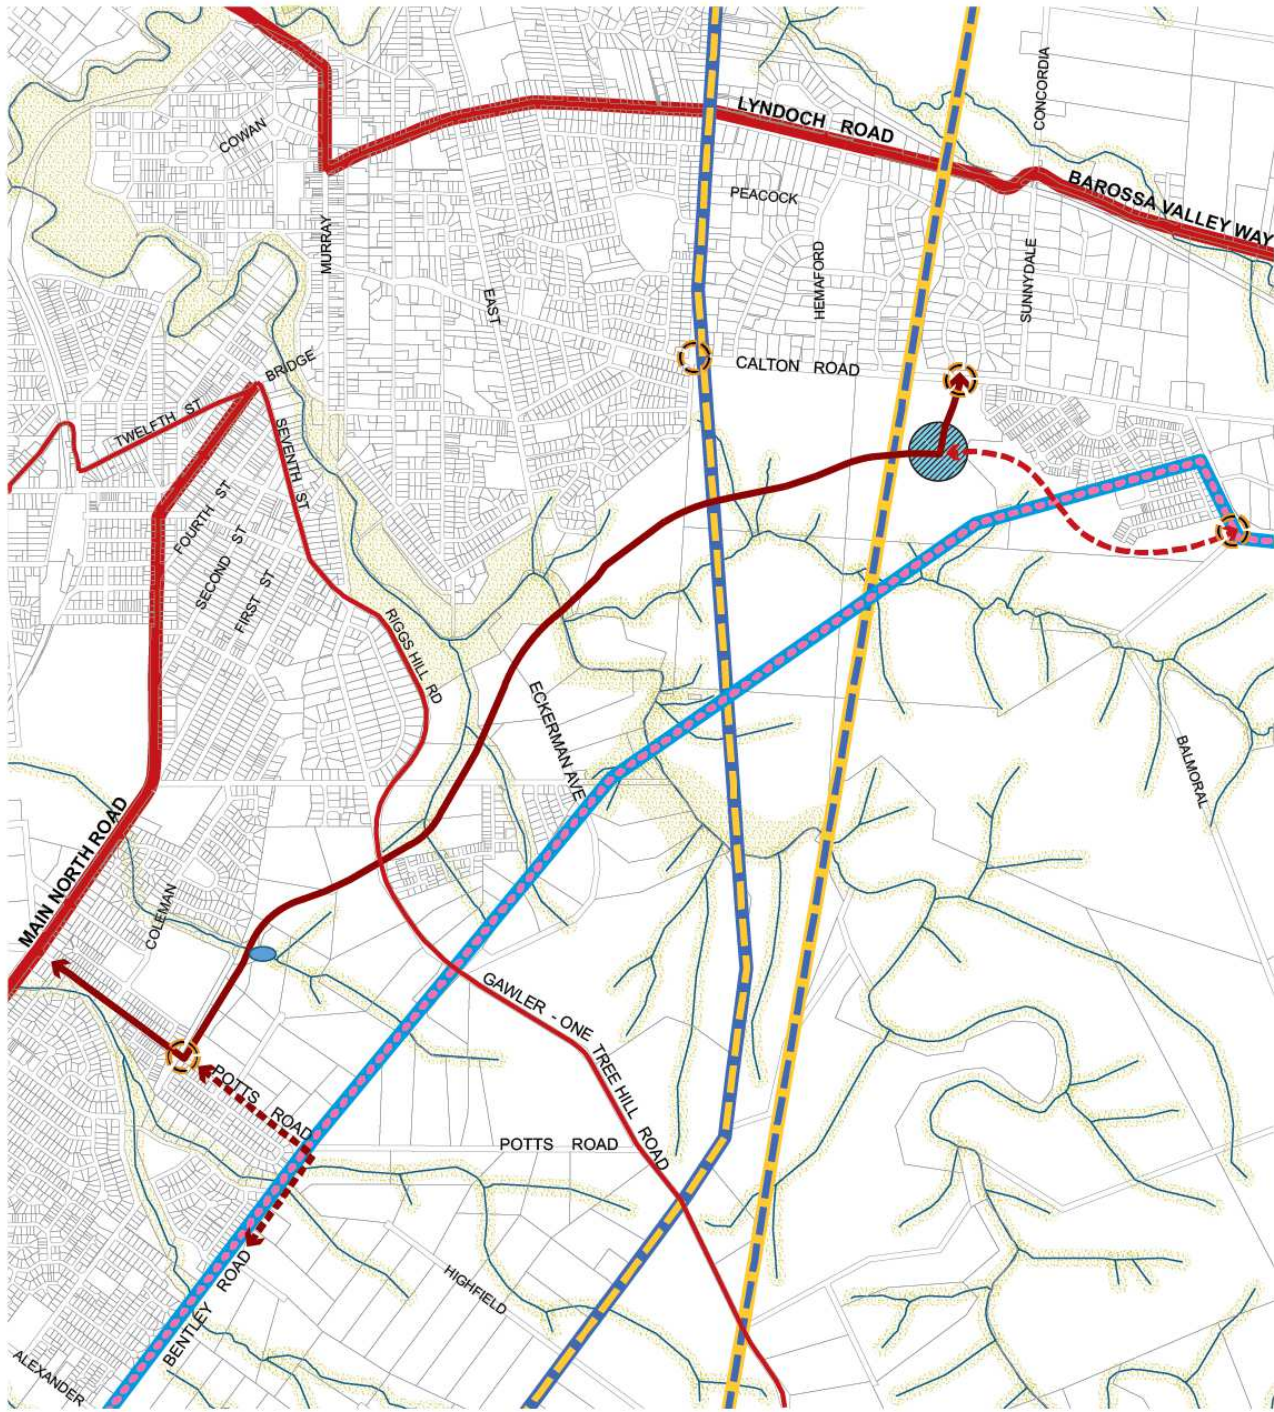 CONCORDIA
LYNDOCH ROAD
COWAN
BAROSSA VALLEY WAY
PEACOCK
MURRAY
HEMAFORD
SUNNYDALE
EAST
BRIDGE
CALTON ROAD
TWELFTH ST
SEVENTH ST
FOURTH ST
SECOND ST
FIRST ST
RIGGS HILL RD
ECKERMAN AVE
BALMORAL
MAIN NORTH ROAD
COLEMAN
GAWLER - ONE TREE HILL ROAD
POTTS ROAD
POTTS ROAD
BENTLEY ROAD
HIGHFIELD
ALEXANDER